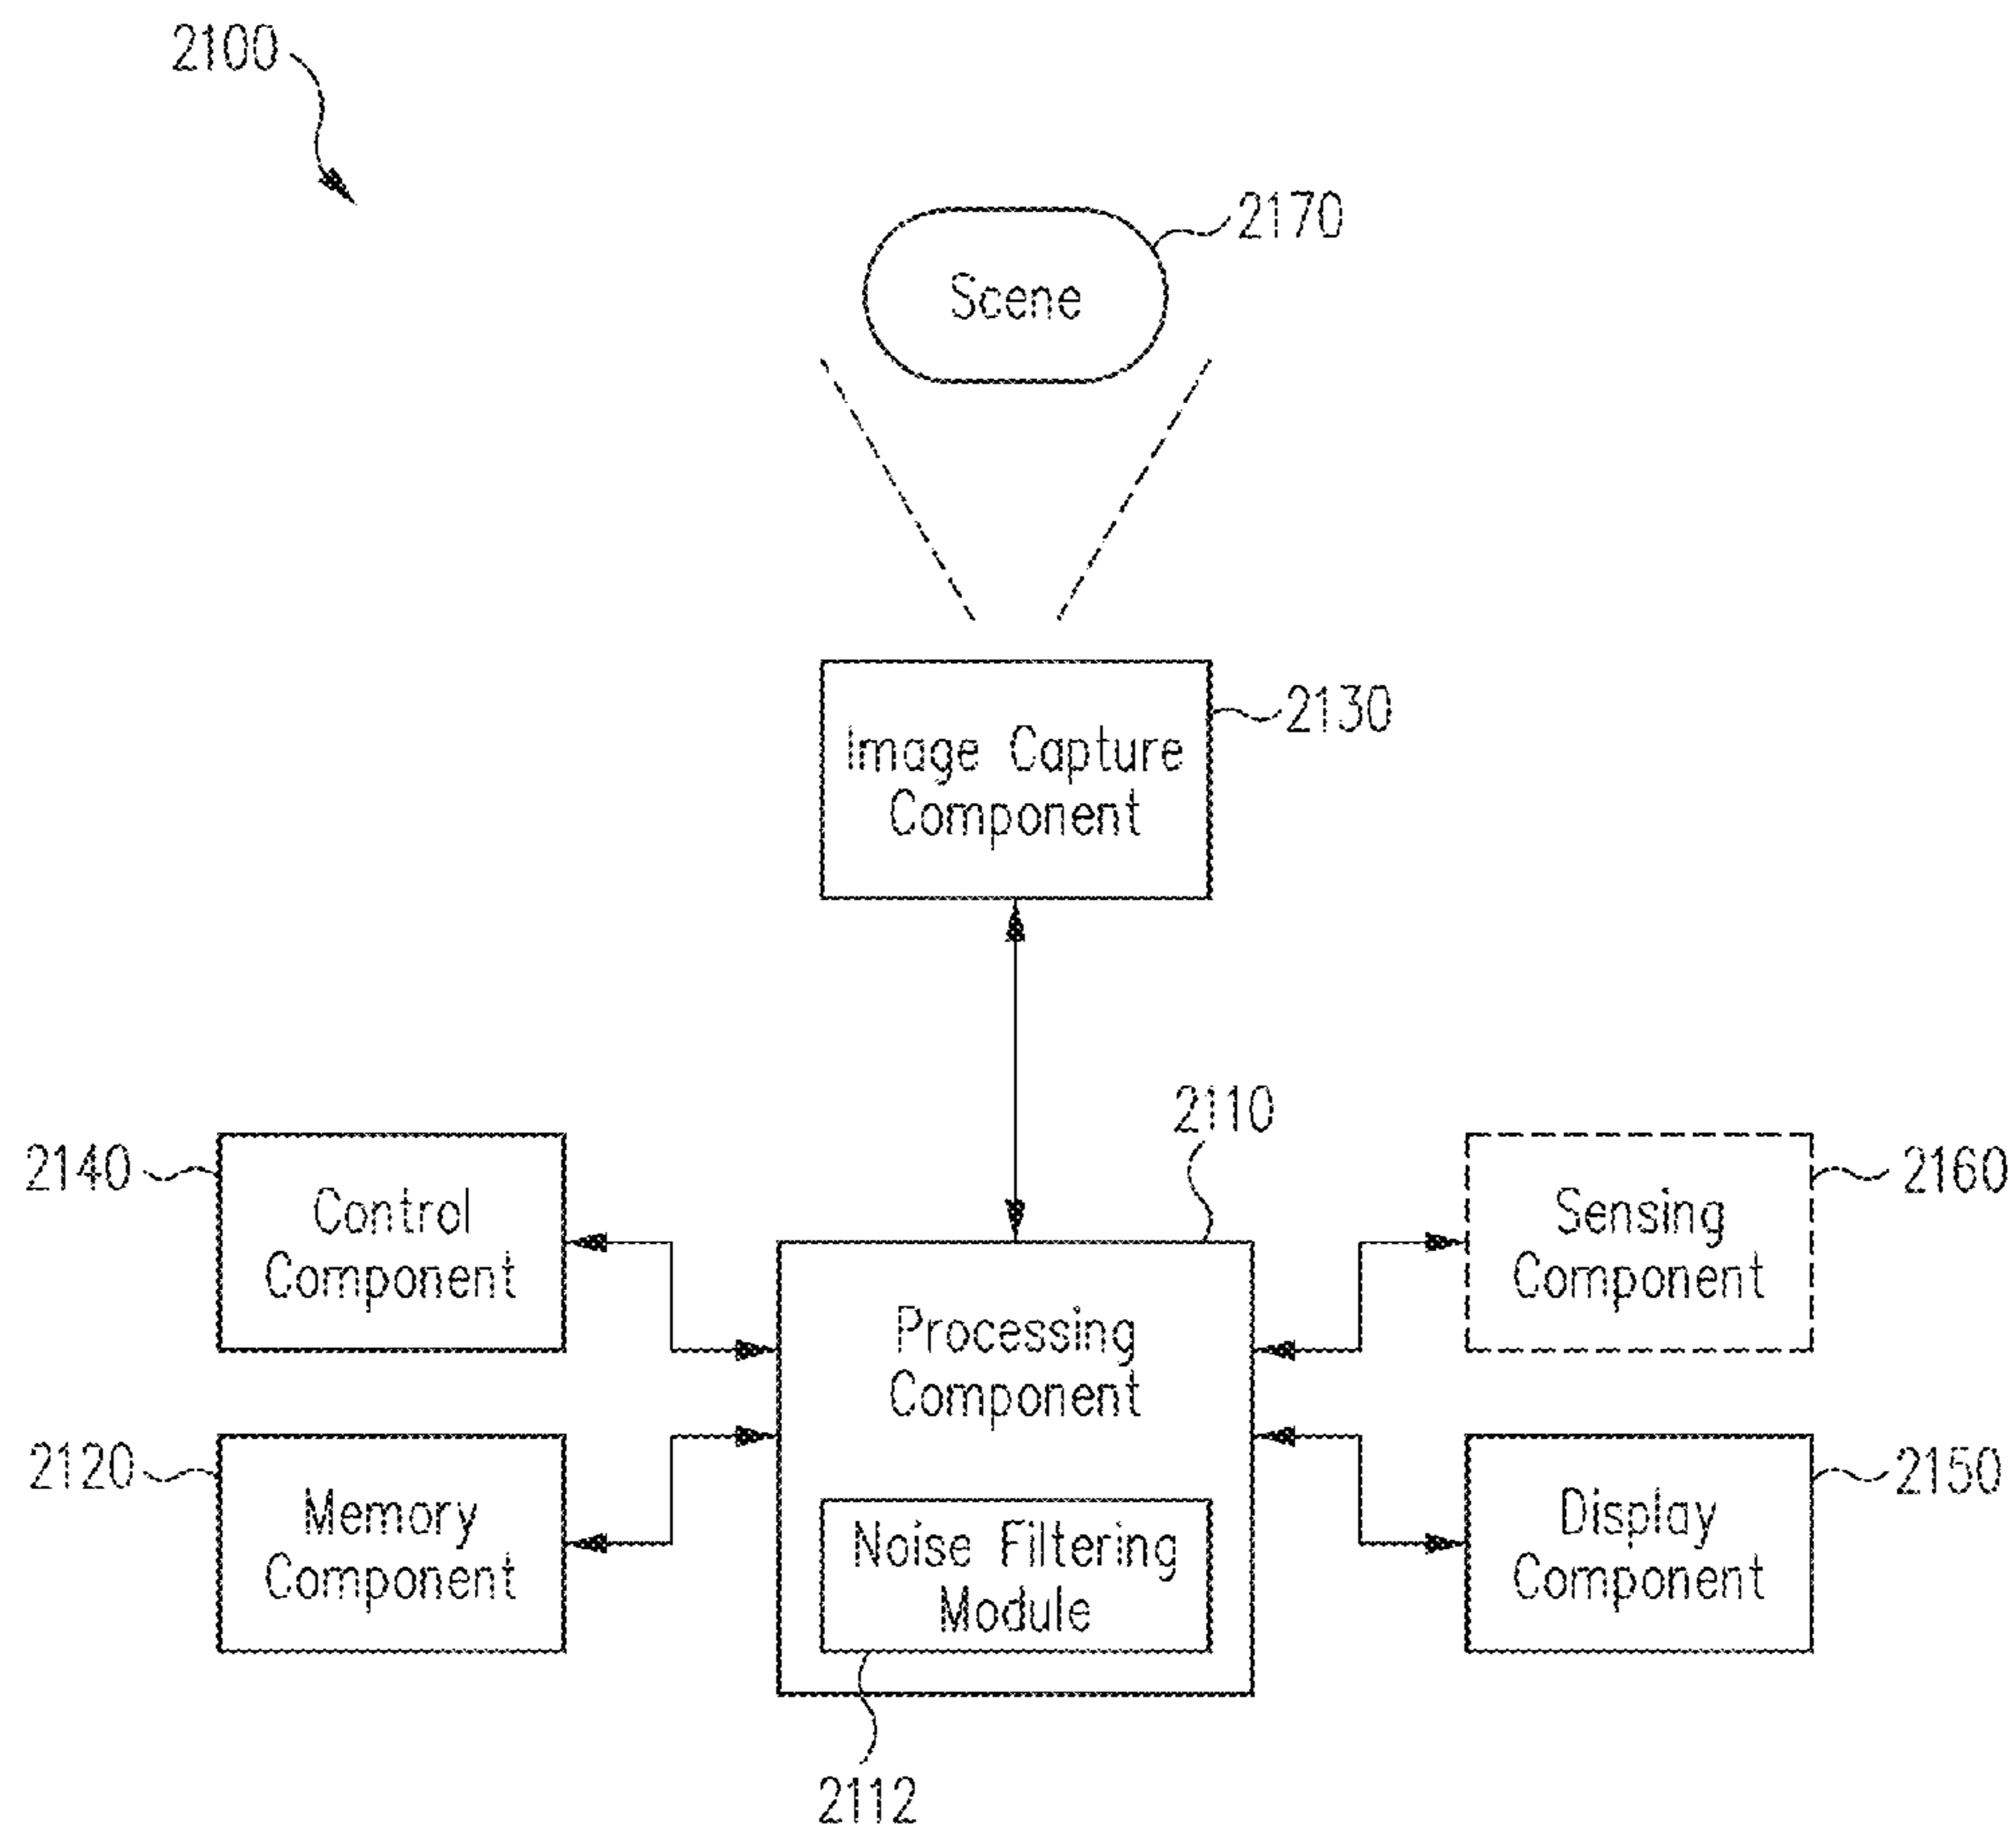 2100
2170
Scene
2130
Image Capture
Component
2110
2140
Control
Component
2160
Sensing
Component
Processing
Component
2120
Memory
Component
2150
Display
Component
Noise Filtering
Module
2112